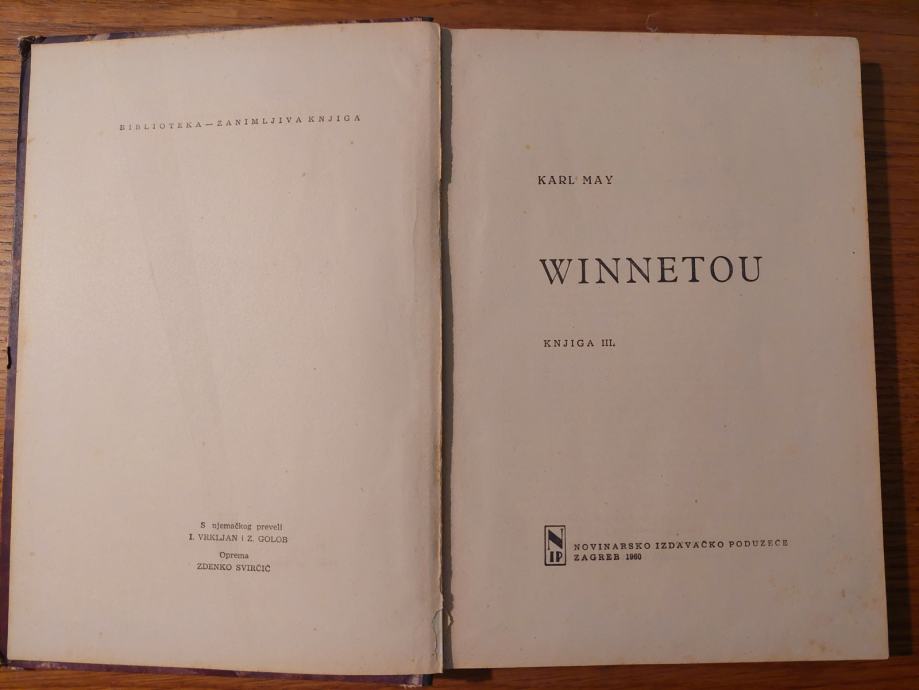 BIBLIOTEKA — ZANIMLJIVA KNJIGA
S njemačkog preveli
I. VRKLJAN i Z. GOLOB
Oprema
ZDENKO SVIRČIĆ
KARL MAY
WINNETOU
KNJIGA III.
N
IP
NOVINARSKO IZDAVAČKO PODUZEĆE
ZAGREB 1960